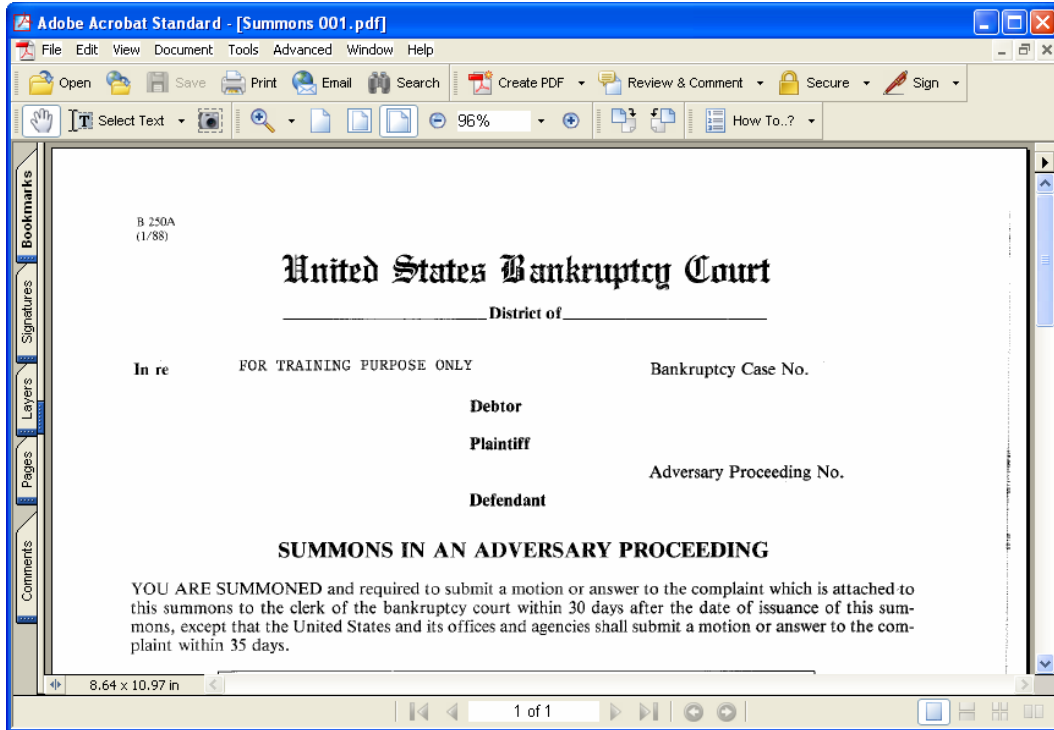 Adobe Acrobat Standard - [Summons 001.pdf]
File Edit View Document Tools Advanced Window Help
Open Save Print Email Search Create PDF Review & Comment Secure Sign
Select Text 96% How To..?
Bookmarks
Signatures
Layers
Pages
Comments
B 250A
(1/88)
United States Bankruptcy Court
District of
In re FOR TRAINING PURPOSE ONLY Bankruptcy Case No.
Debtor
Plaintiff
Adversary Proceeding No.
Defendant
SUMMONS IN AN ADVERSARY PROCEEDING
YOU ARE SUMMONED and required to submit a motion or answer to the complaint which is attached to
this summons to the clerk of the bankruptcy court within 30 days after the date of issuance of this sum-
mons, except that the United States and its offices and agencies shall submit a motion or answer to the com-
plaint within 35 days.
8.64 x 10.97 in
1 of 1